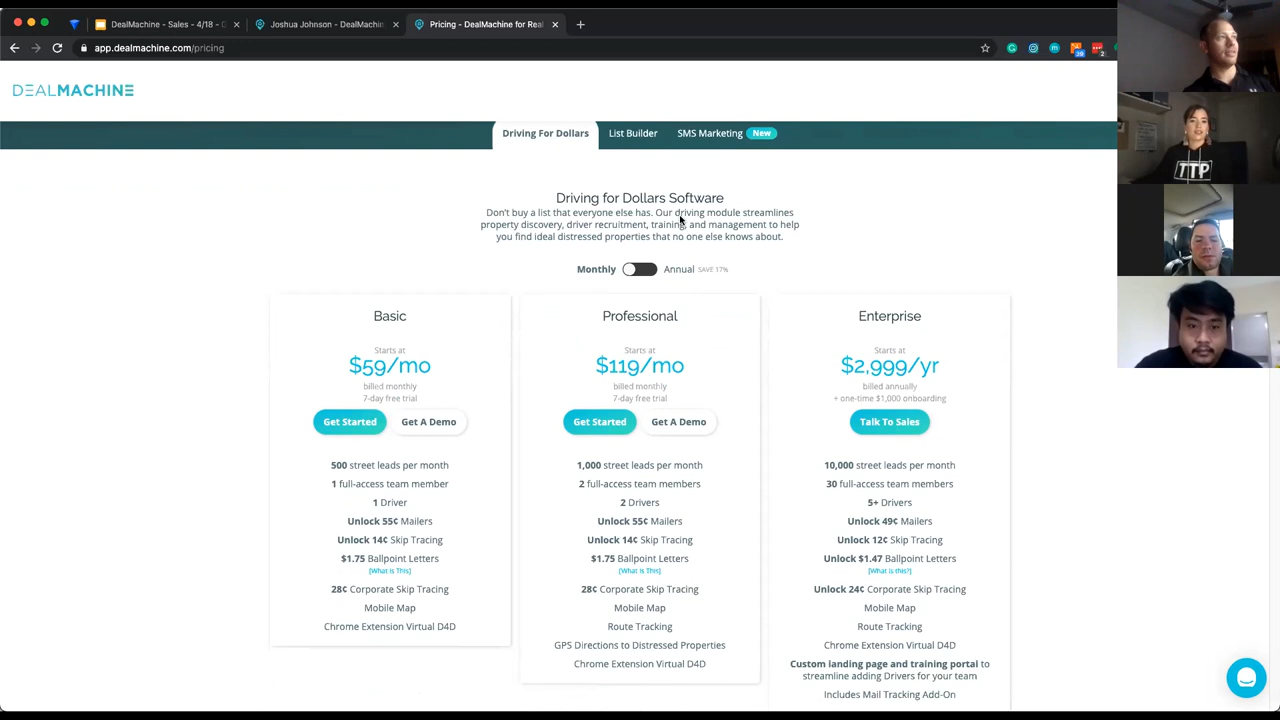 DealMachine - Sales - 4/18 - C
Joshua Johnson - DealMachin
Pricing - DealMachine for Real
app.dealmachine.com/pricing
DEALMACHINE
Driving For Dollars
List Builder
SMS Marketing New
Driving for Dollars Software
Don't buy a list that everyone else has. Our driving module streamlines
property discovery, driver recruitment, training, and management to help
you find ideal distressed properties that no one else knows about.
Monthly Annual SAVE 17%
Basic
Starts at
$59/mo
billed monthly
7-day free trial
Get Started Get A Demo
500 street leads per month
1 full-access team member
1 Driver
Unlock 55¢ Mailers
Unlock 14¢ Skip Tracing
$1.75 Ballpoint Letters
[What Is This]
28¢ Corporate Skip Tracing
Mobile Map
Chrome Extension Virtual D4D
Professional
Starts at
$119/mo
billed monthly
7-day free trial
Get Started Get A Demo
1,000 street leads per month
2 full-access team members
2 Drivers
Unlock 55¢ Mailers
Unlock 14¢ Skip Tracing
$1.75 Ballpoint Letters
[What Is This]
28¢ Corporate Skip Tracing
Mobile Map
Route Tracking
GPS Directions to Distressed Properties
Chrome Extension Virtual D4D
Enterprise
Starts at
$2,999/yr
billed annually
+ one-time $1,000 onboarding
Talk To Sales
10,000 street leads per month
30 full-access team members
5+ Drivers
Unlock 49¢ Mailers
Unlock 12¢ Skip Tracing
Unlock $1.47 Ballpoint Letters
[What is this?]
Unlock 24¢ Corporate Skip Tracing
Mobile Map
Route Tracking
Chrome Extension Virtual D4D
Custom landing page and training portal to
streamline adding Drivers for your team
Includes Mail Tracking Add-On
TTP